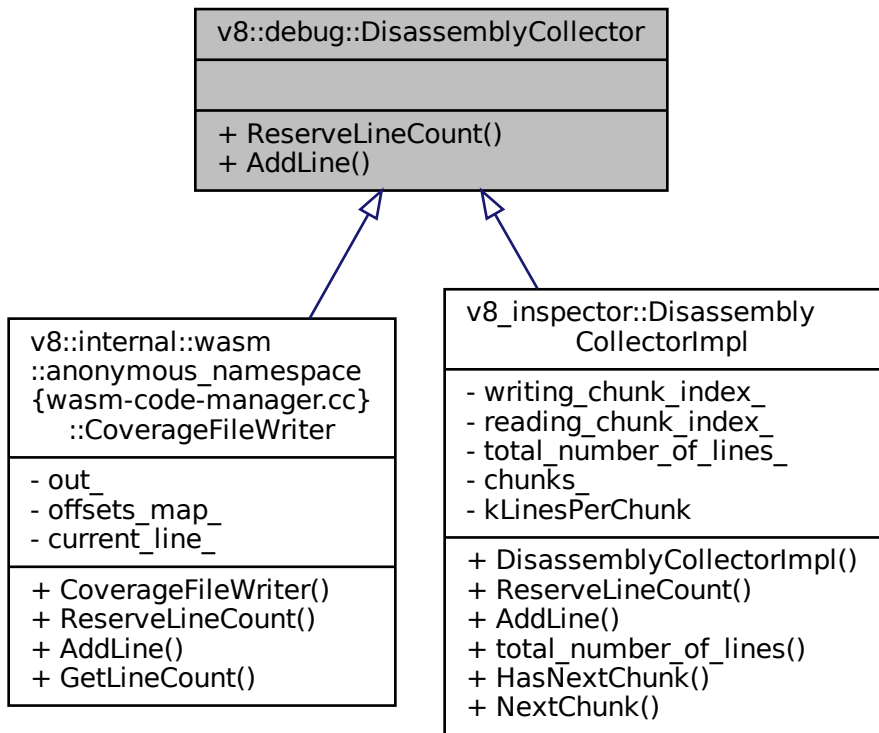 v8::debug::DisassemblyCollector
+ ReserveLineCount()
+ AddLine()
v8::internal::wasm
::anonymous_namespace
{wasm-code-manager.cc}
::CoverageFileWriter
- out_
- offsets_map_
- current_line_
+ CoverageFileWriter()
+ ReserveLineCount()
+ AddLine()
+ GetLineCount()
v8_inspector::Disassembly
CollectorImpl
- writing_chunk_index_
- reading_chunk_index_
- total_number_of_lines_
- chunks_
- kLinesPerChunk
+ DisassemblyCollectorImpl()
+ ReserveLineCount()
+ AddLine()
+ total_number_of_lines()
+ HasNextChunk()
+ NextChunk()